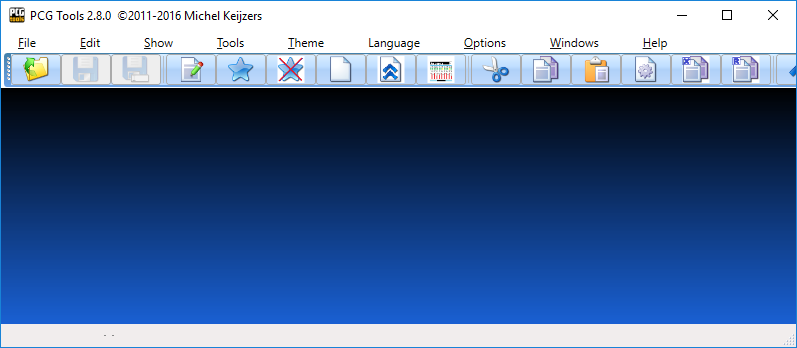 PCG Tools 2.8.0 ©2011-2016 Michel Keijzers
File Edit Show Tools Theme Language Options Windows Help